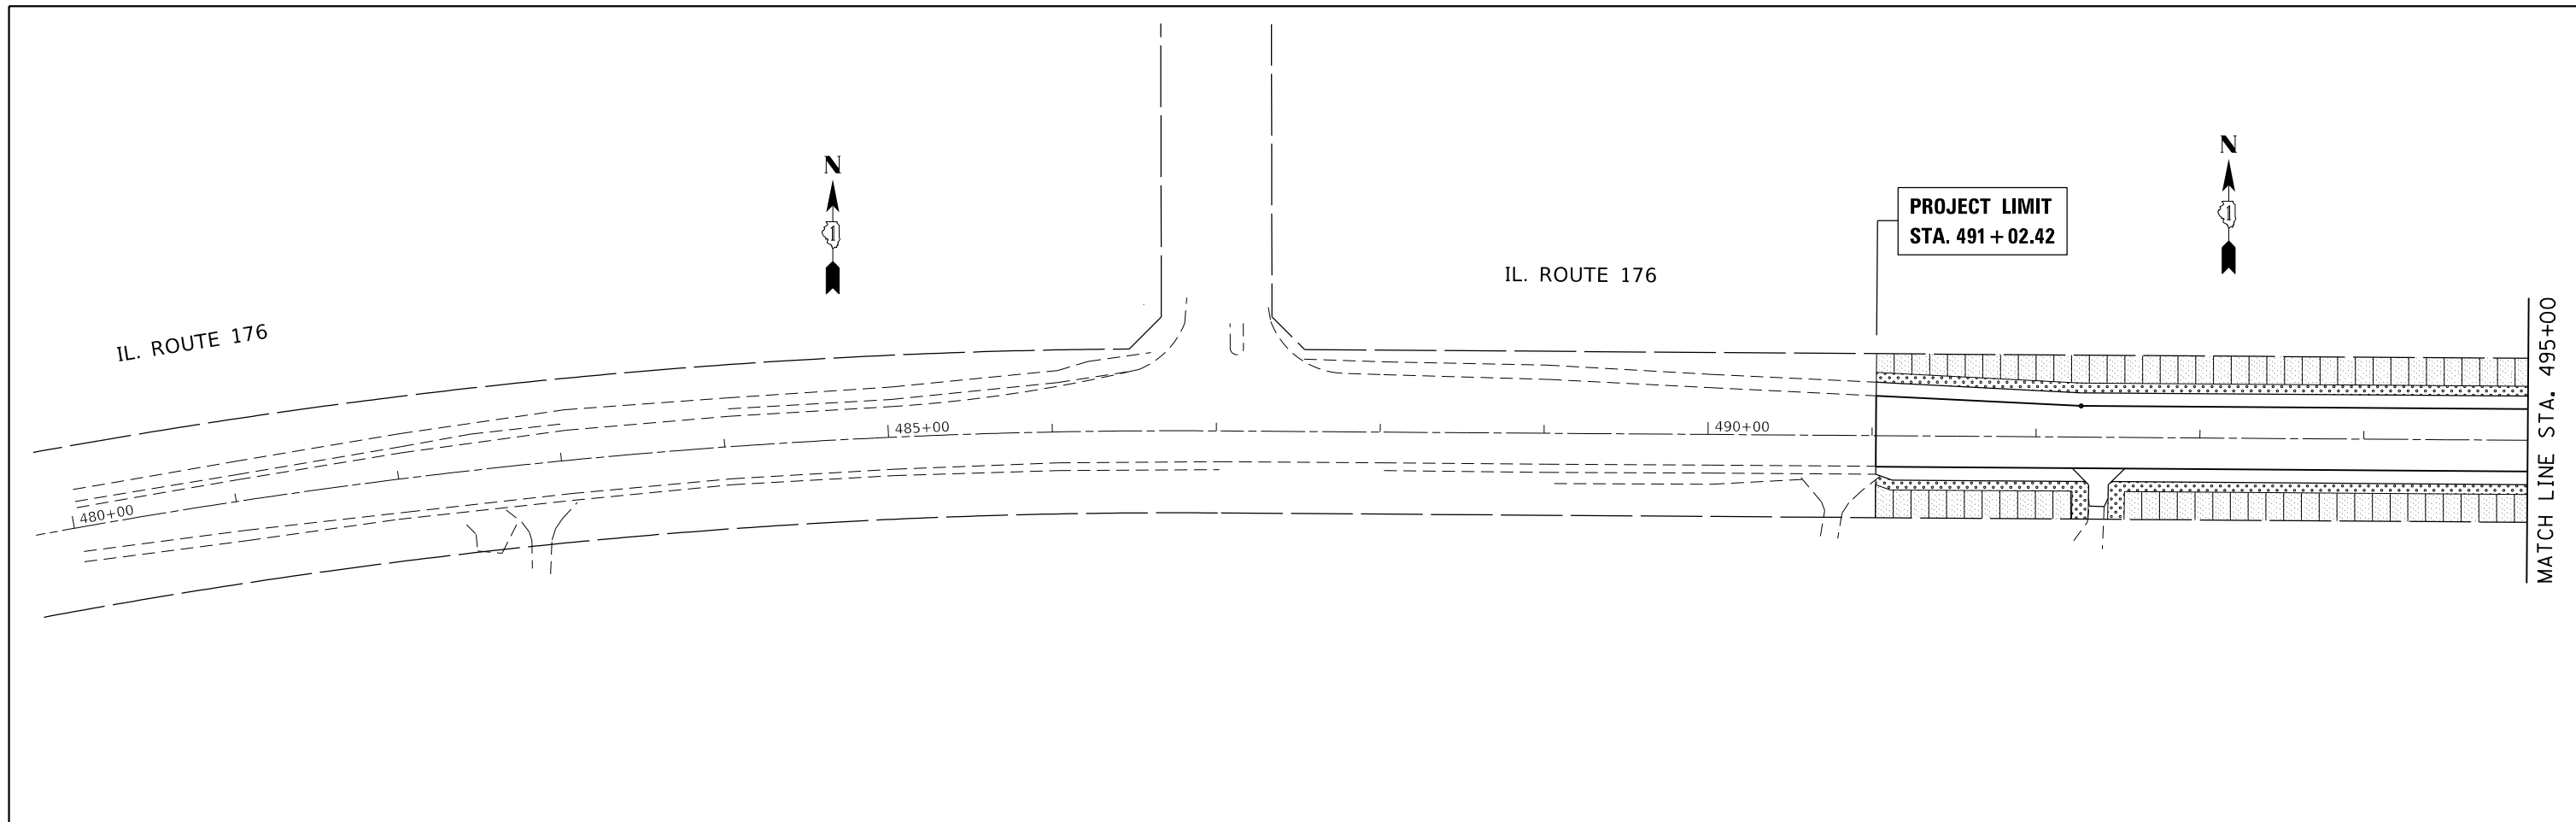 N
1
N
1
PROJECT LIMIT
STA. 491+02.42
IL. ROUTE 176
IL. ROUTE 176
480+00
485+00
490+00
MATCH LINE STA. 495+00